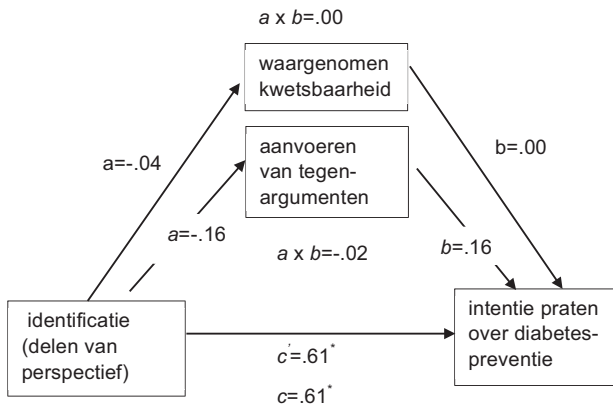 a x b=.00
waargenomen
kwetsbaarheid
a=-.04
b=.00
aanvoeren
van tegen-
argumenten
a=-.16
b=.16
a x b=-.02
identificatie
(delen van
perspectief)
intentie praten
over diabetes-
preventie
c'=.61*
c=.61*